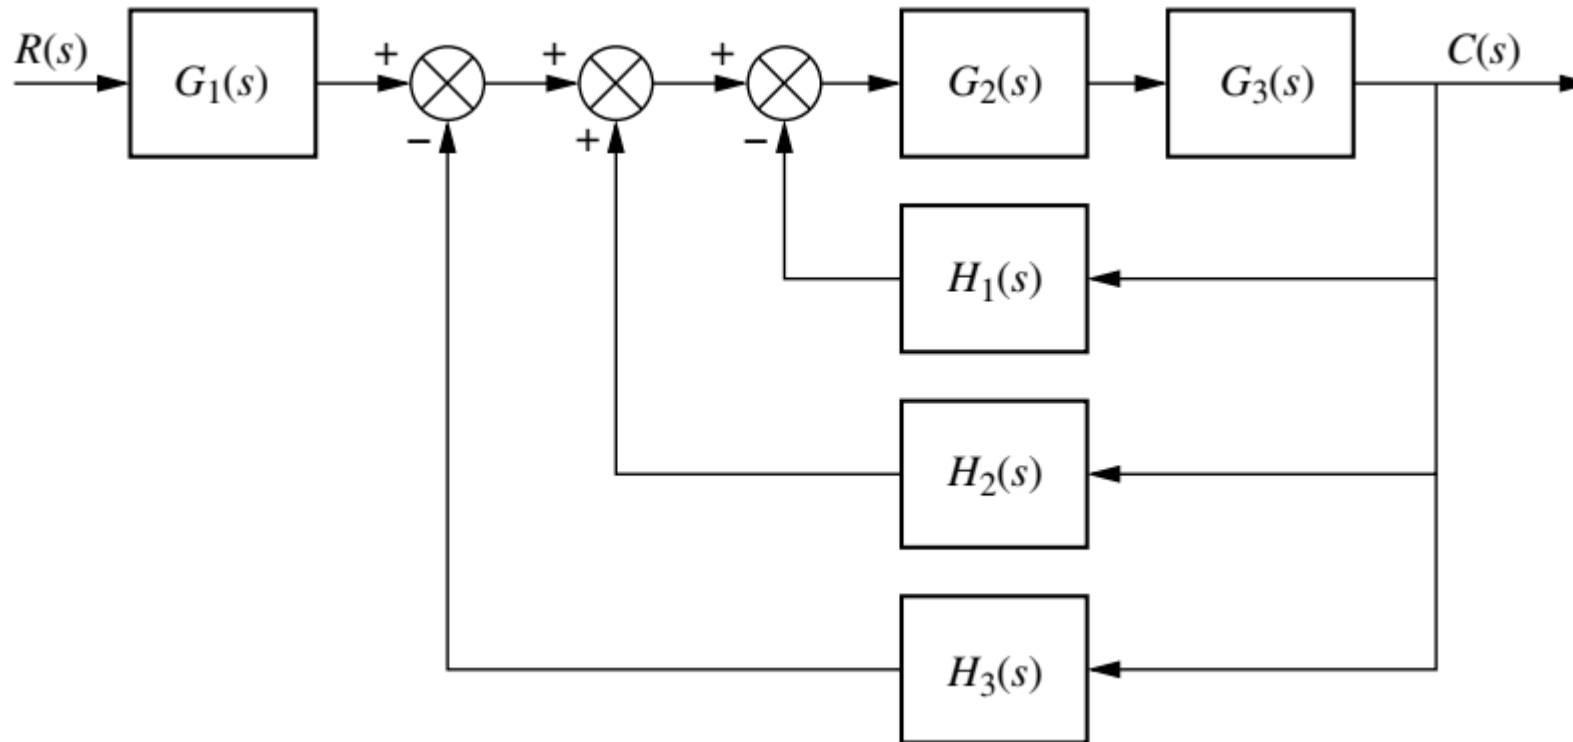 R(s)
G₁(s)
+
−
+
+
+
−
G₂(s)
G₃(s)
C(s)
H₁(s)
H₂(s)
H₃(s)